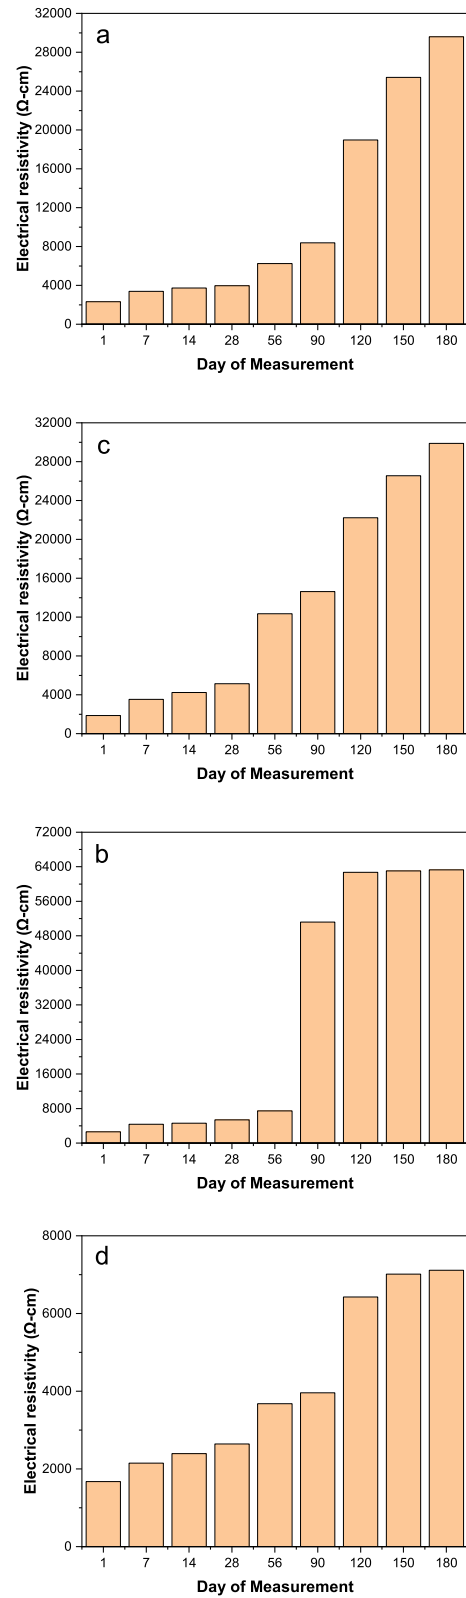 a
Electrical resistivity (Ω-cm)
32000
28000
24000
20000
16000
12000
8000
4000
0
1 7 14 28 56 90 120 150 180
Day of Measurement
c
Electrical resistivity (Ω-cm)
32000
28000
24000
20000
16000
12000
8000
4000
0
1 7 14 28 56 90 120 150 180
Day of Measurement
b
Electrical resistivity (Ω-cm)
72000
64000
56000
48000
40000
32000
24000
16000
8000
0
1 7 14 28 56 90 120 150 180
Day of Measurement
d
Electrical resistivity (Ω-cm)
8000
6000
4000
2000
0
1 7 14 28 56 90 120 150 180
Day of Measurement